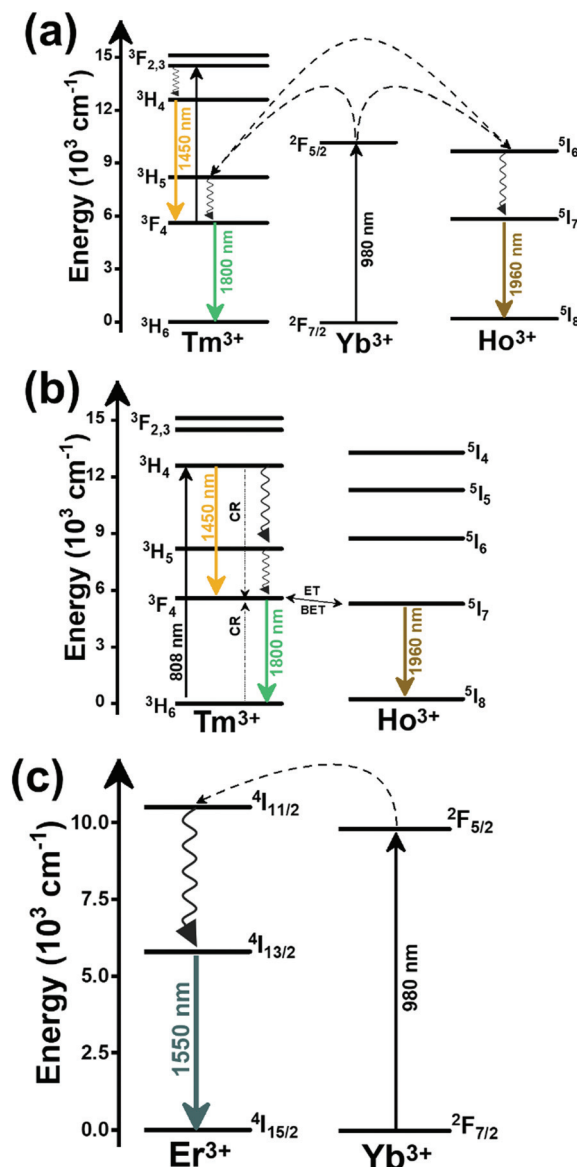 (a)
Energy (10³ cm⁻¹)
15
12
9
6
3
0
³F₂,₃
³H₄
³H₅
³F₄
³H₆
1450 nm
1800 nm
Tm³⁺
²F₅/₂
²F₇/₂
980 nm
Yb³⁺
⁵I₆
⁵I₇
⁵I₈
1960 nm
Ho³⁺
(b)
Energy (10³ cm⁻¹)
15
12
9
6
3
0
³F₂,₃
³H₄
³H₅
³F₄
³H₆
808 nm
1450 nm
CR
CR
1800 nm
Tm³⁺
ET
BET
⁵I₄
⁵I₅
⁵I₆
⁵I₇
⁵I₈
1960 nm
Ho³⁺
(c)
Energy (10³ cm⁻¹)
10.0
7.5
5.0
2.5
0.0
⁴I₁₁/₂
⁴I₁₃/₂
⁴I₁₅/₂
1550 nm
Er³⁺
²F₅/₂
²F₇/₂
980 nm
Yb³⁺